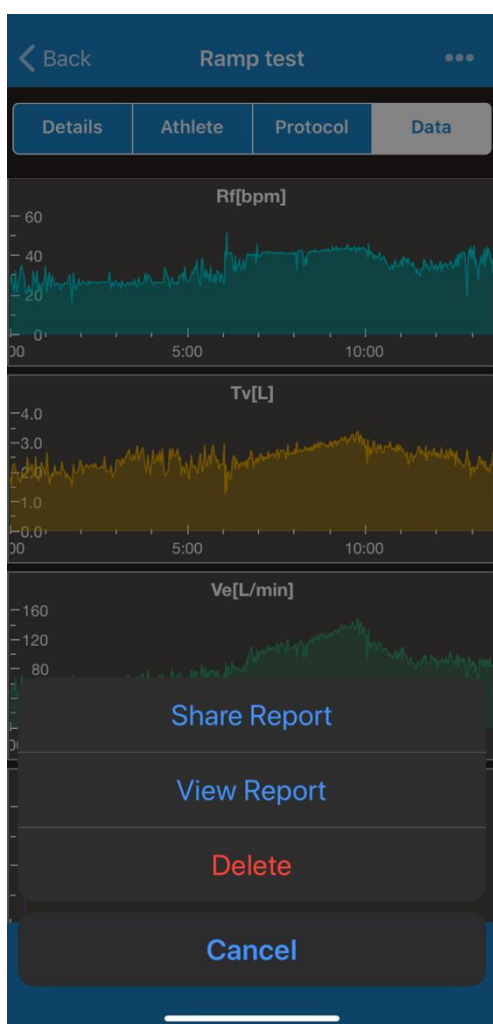 Back Ramp test
Details Athlete Protocol Data
Rf[bpm]
60
40
20
0
5:00 10:00
Tv[L]
4.0
3.0
2.0
1.0
0.0
5:00 10:00
Ve[L/min]
160
120
80
Share Report
View Report
Delete
Cancel